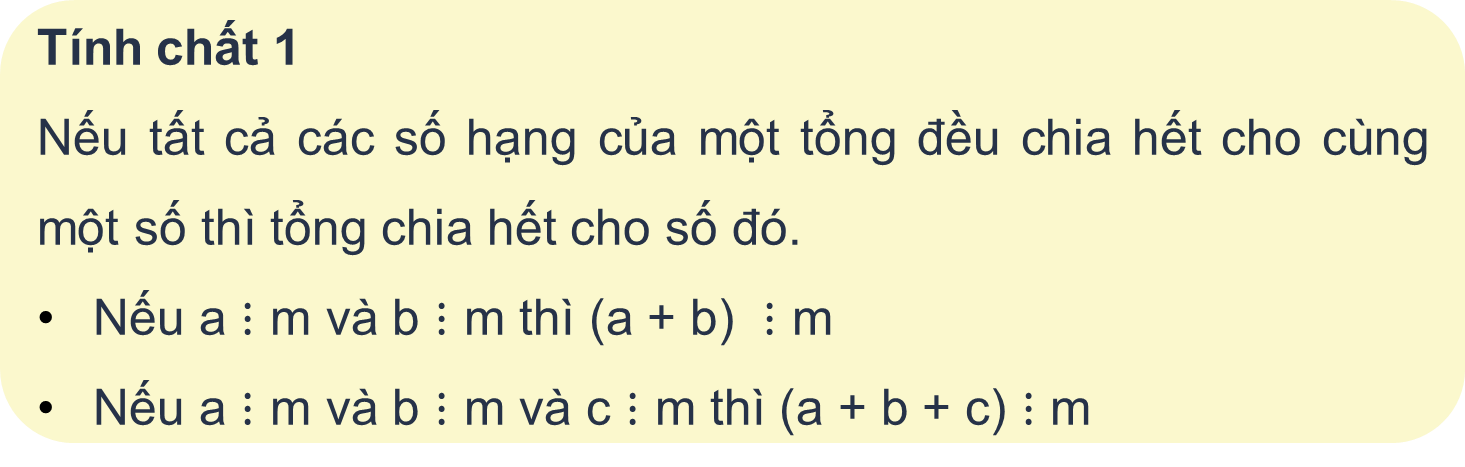 Tính chất 1
Nếu tất cả các số hạng của một tổng đều chia hết cho cùng
một số thì tổng chia hết cho số đó.
• Nếu a ⋮ m và b ⋮ m thì (a + b) ⋮ m
• Nếu a ⋮ m và b ⋮ m và c ⋮ m thì (a + b + c) ⋮ m